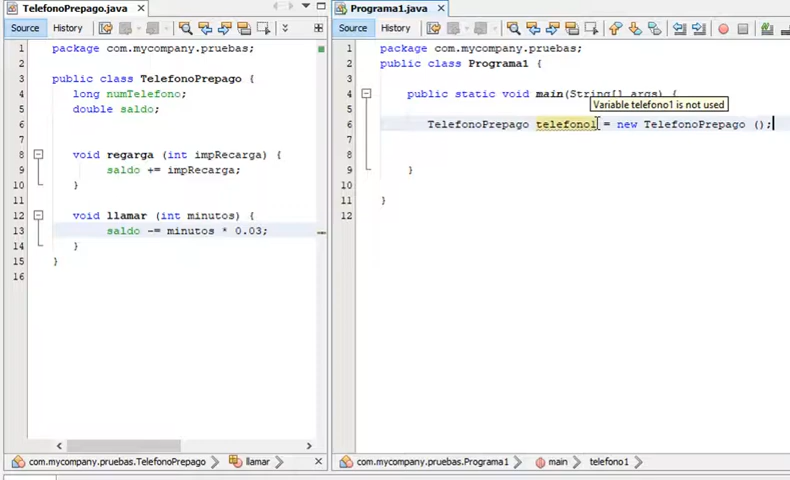 TelefonoPrepago.java
Source History
1 package com.mycompany.pruebas;
2
3 public class TelefonoPrepago {
4 long numTelefono;
5 double saldo;
6
7
8 void regarga (int impRecarga) {
9 saldo += impRecarga;
10 }
11
12 void llamar (int minutos) {
13 saldo -= minutos * 0.03;
14 }
15 }
16
com.mycompany.pruebas.TelefonoPrepago llamar
Programa1.java
Source History
1 package com.mycompany.pruebas;
2 public class Programa1 {
3
4 public static void main(String[] args) {
Variable telefono1 is not used
5
6 TelefonoPrepago telefono1 = new TelefonoPrepago ();
7
8
9 }
10
11 }
12
com.mycompany.pruebas.Programa1 main telefono1